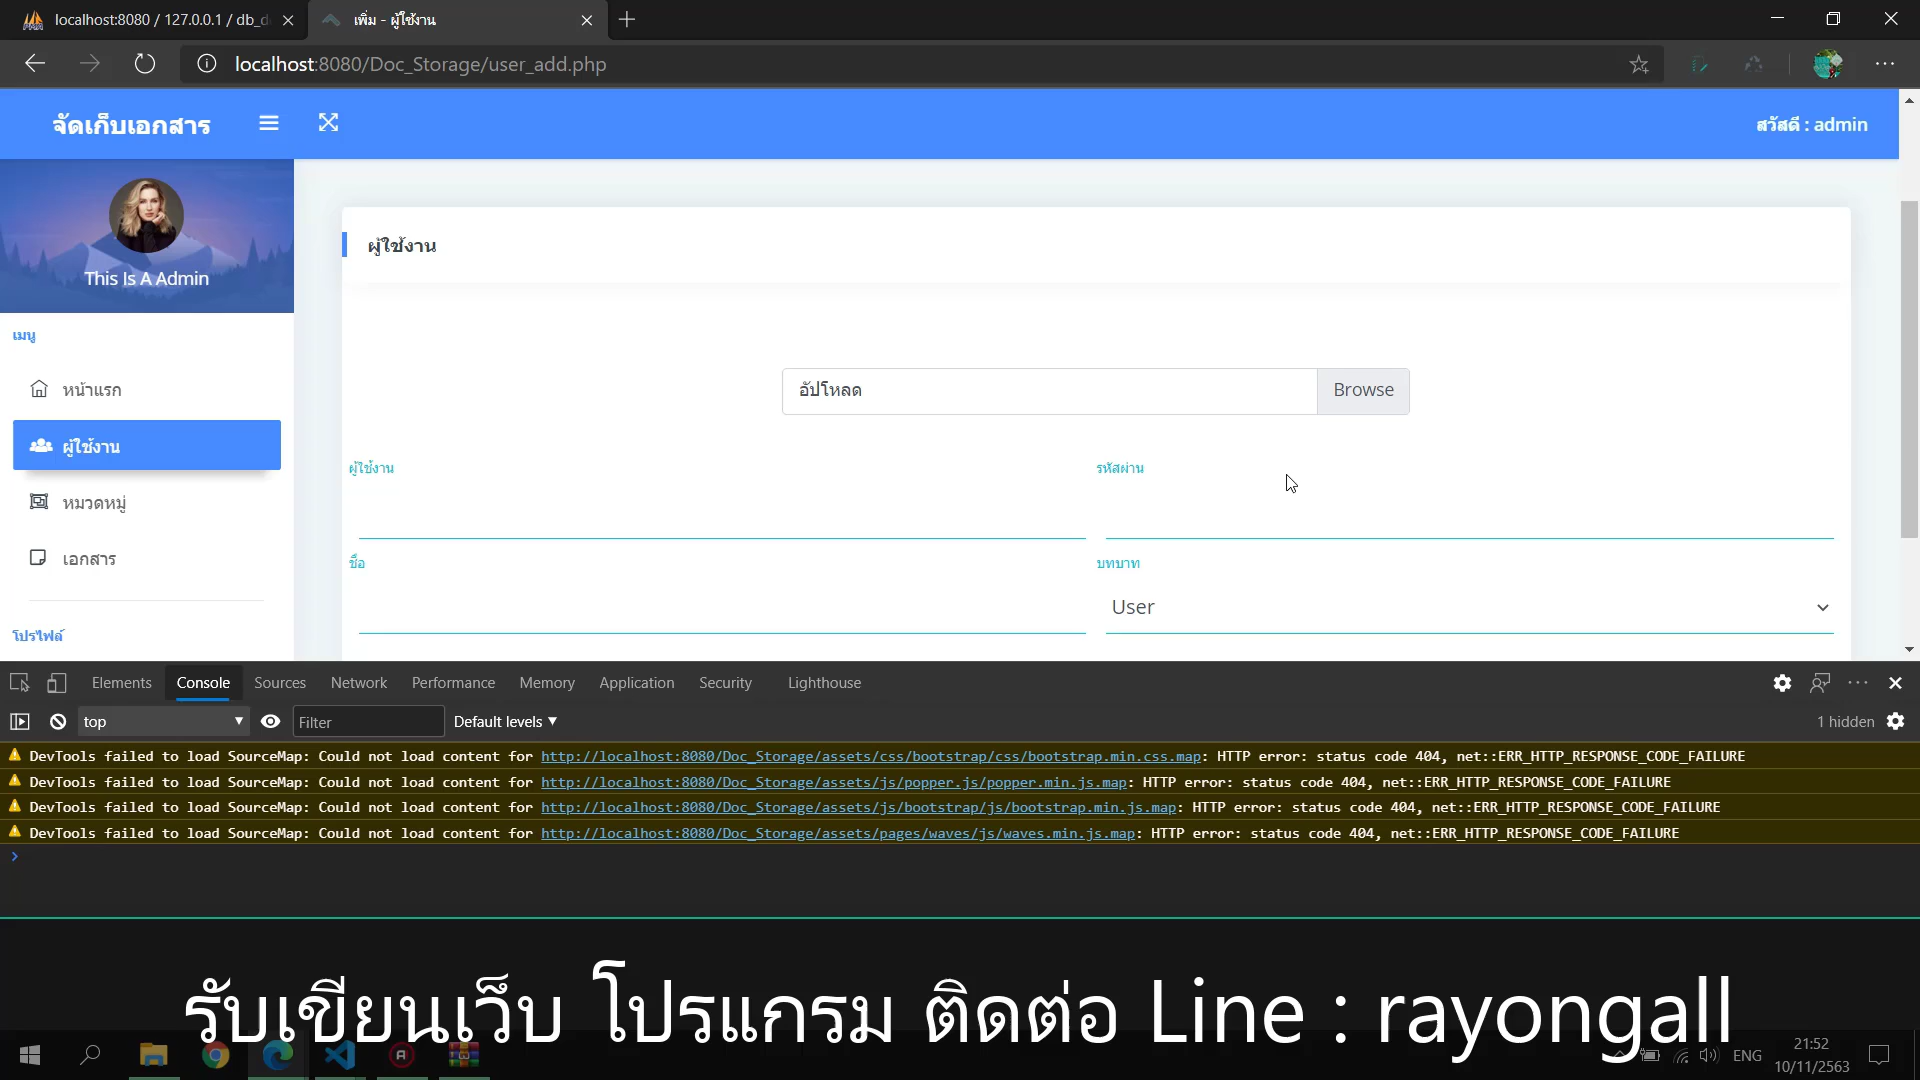 localhost:8080 / 127.0.0.1 / db_d
เพิ่ม - ผู้ใช้งาน
localhost:8080/Doc_Storage/user_add.php
จัดเก็บเอกสาร
สวัสดี : admin
This Is A Admin
เมนู
หน้าแรก
ผู้ใช้งาน
หมวดหมู่
เอกสาร
โปรไฟล์
ผู้ใช้งาน
อัปโหลด
Browse
ผู้ใช้งาน
รหัสผ่าน
ชื่อ
บทบาท
User
Elements Console Sources Network Performance Memory Application Security Lighthouse
top Filter Default levels 1 hidden
DevTools failed to load SourceMap: Could not load content for http://localhost:8080/Doc_Storage/assets/css/bootstrap/css/bootstrap.min.css.map: HTTP error: status code 404, net::ERR_HTTP_RESPONSE_CODE_FAILURE
DevTools failed to load SourceMap: Could not load content for http://localhost:8080/Doc_Storage/assets/js/popper.js/popper.min.js.map: HTTP error: status code 404, net::ERR_HTTP_RESPONSE_CODE_FAILURE
DevTools failed to load SourceMap: Could not load content for http://localhost:8080/Doc_Storage/assets/js/bootstrap/js/bootstrap.min.js.map: HTTP error: status code 404, net::ERR_HTTP_RESPONSE_CODE_FAILURE
DevTools failed to load SourceMap: Could not load content for http://localhost:8080/Doc_Storage/assets/pages/waves/js/waves.min.js.map: HTTP error: status code 404, net::ERR_HTTP_RESPONSE_CODE_FAILURE
รับเขียนเว็บ โปรแกรม ติดต่อ Line : rayongall
ENG
21:52
10/11/2563